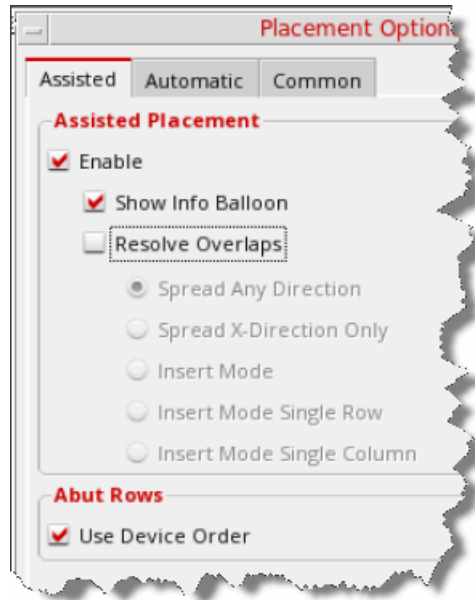 Placement Option
Assisted Automatic Common
Assisted Placement
Enable
Show Info Balloon
Resolve Overlaps
Spread Any Direction
Spread X-Direction Only
Insert Mode
Insert Mode Single Row
Insert Mode Single Column
Abut Rows
Use Device Order